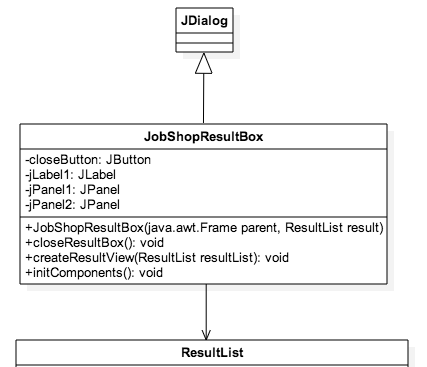 JDialog
JobShopResultBox
-closeButton: JButton
-jLabel1: JLabel
-jPanel1: JPanel
-jPanel2: JPanel
+JobShopResultBox(java.awt.Frame parent, ResultList result)
+closeResultBox(): void
+createResultView(ResultList resultList): void
+initComponents(): void
ResultList